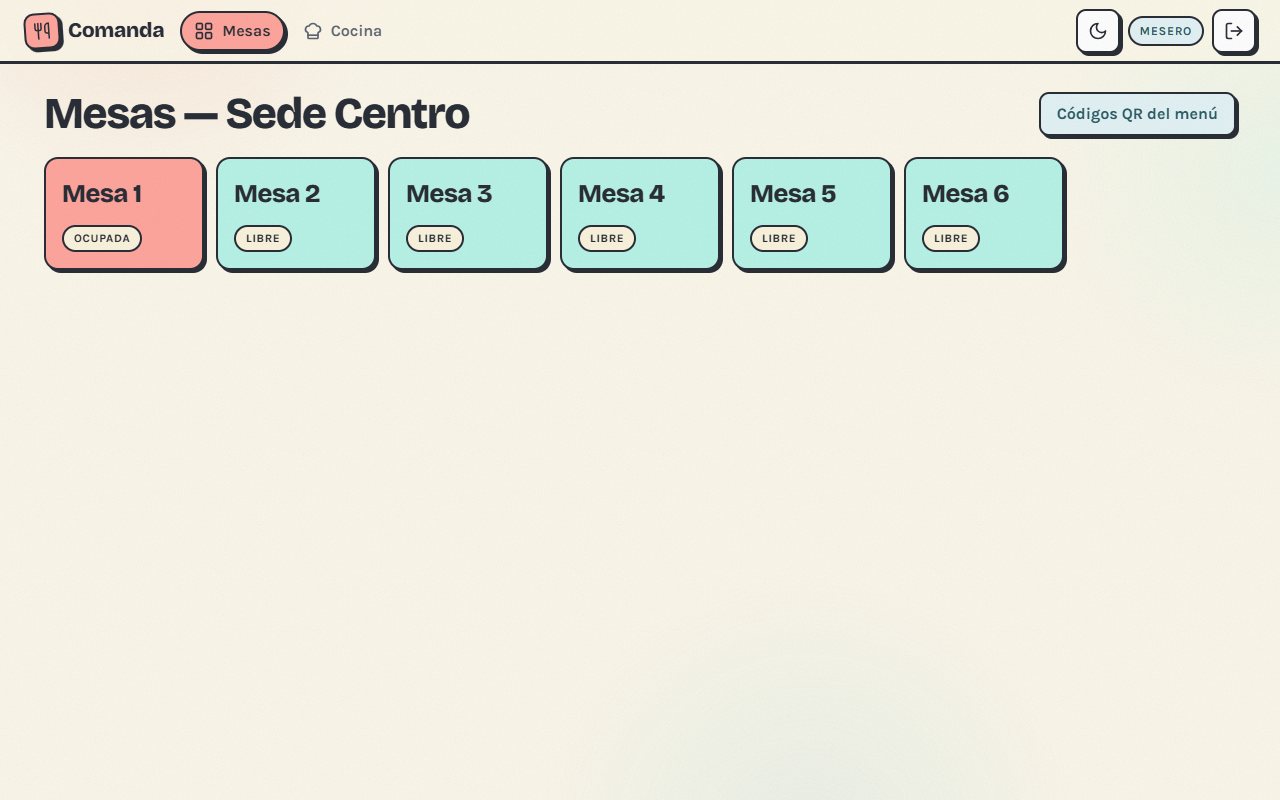 Comanda
Mesas
Cocina
MESERO
Mesas — Sede Centro
Códigos QR del menú
Mesa 1
OCUPADA
Mesa 2
LIBRE
Mesa 3
LIBRE
Mesa 4
LIBRE
Mesa 5
LIBRE
Mesa 6
LIBRE